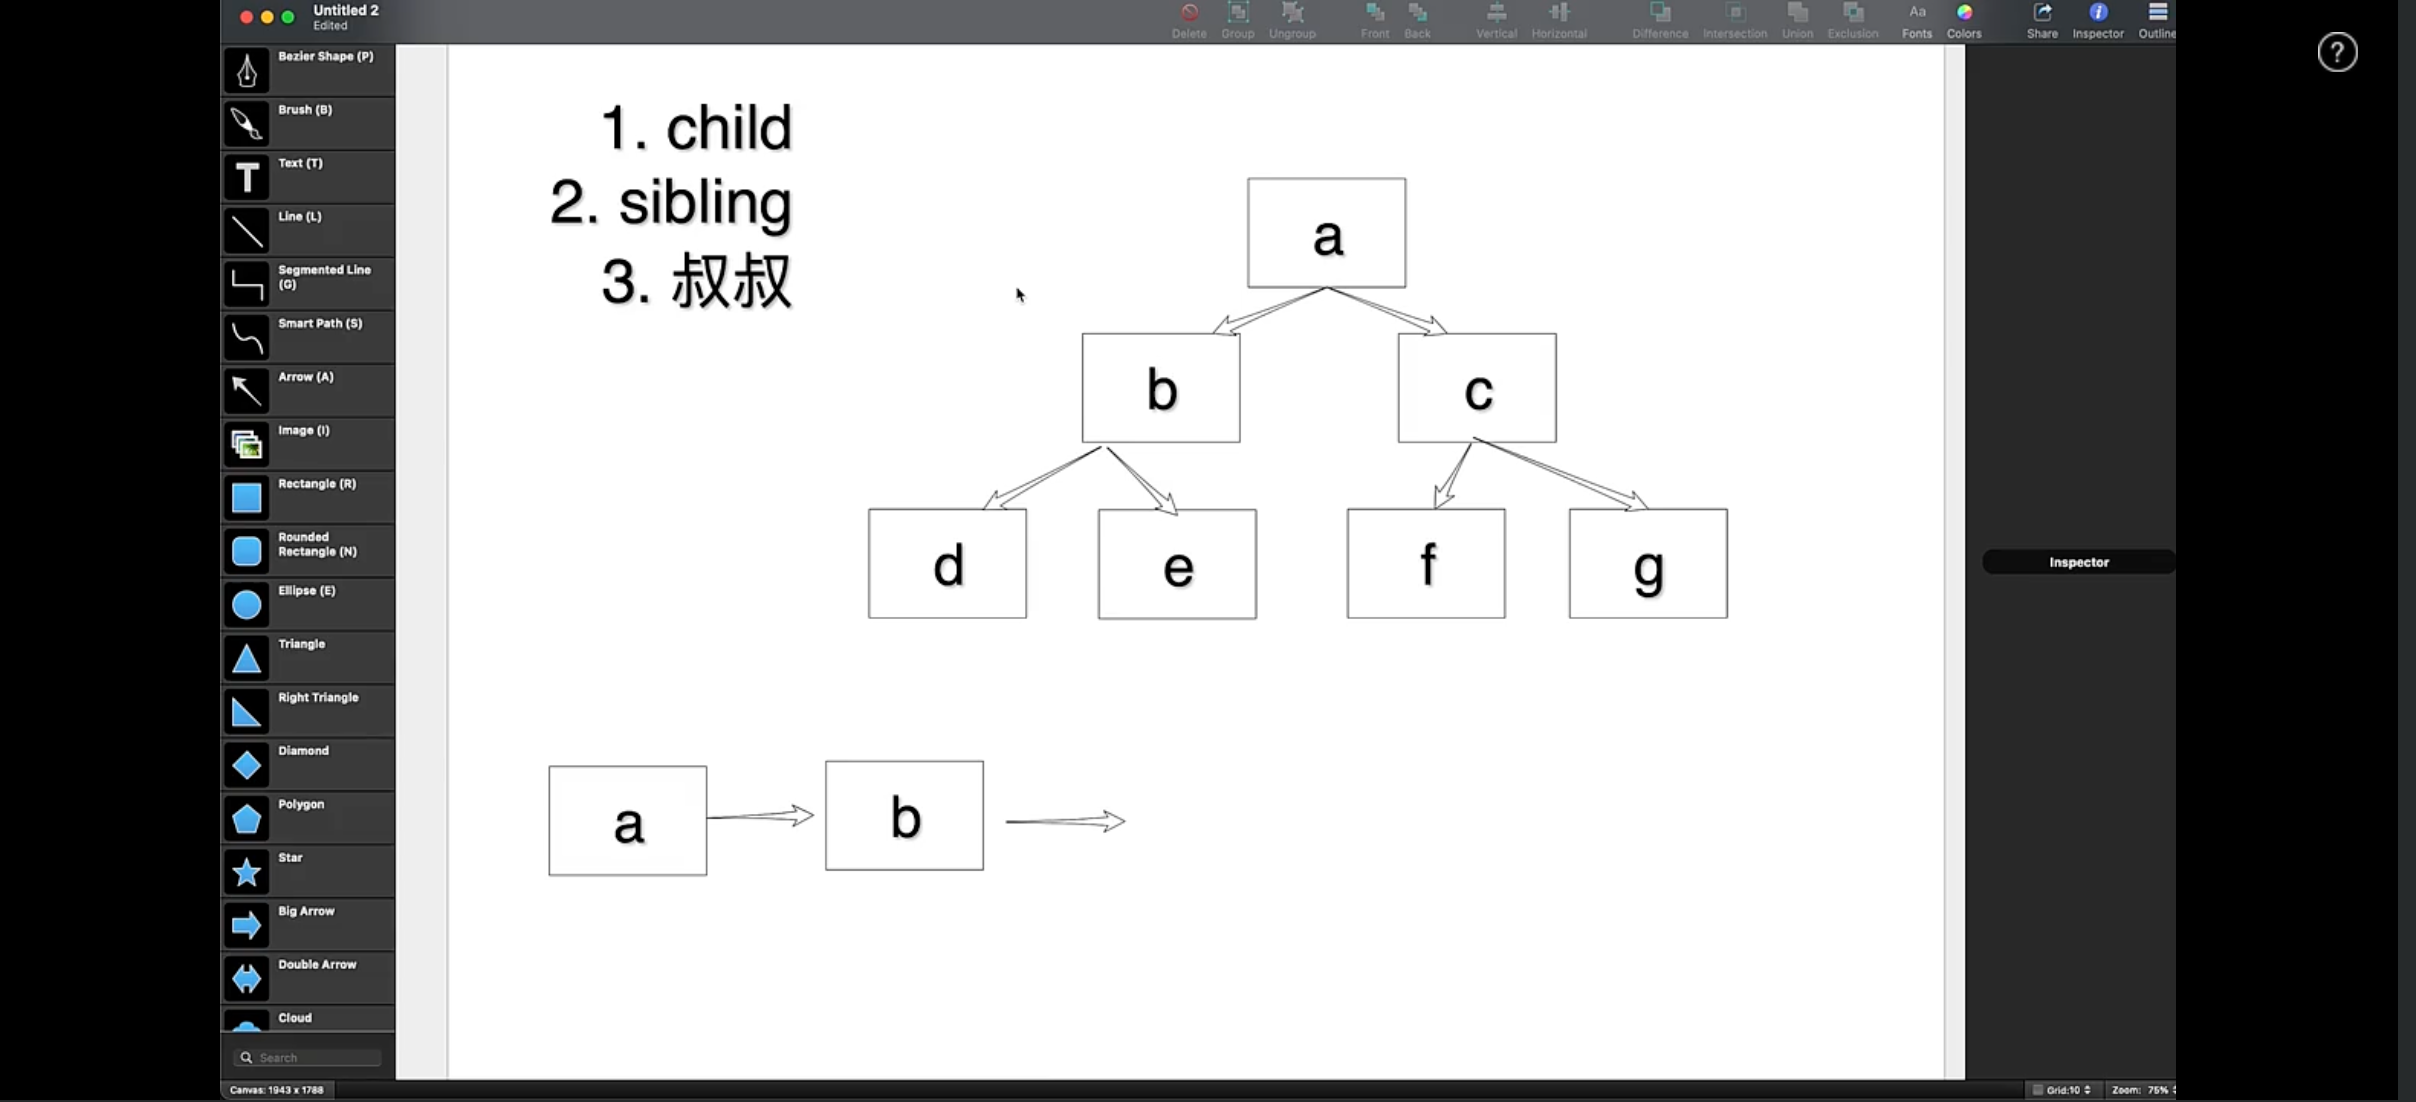 Untitled 2
Edited
Delete
Group
Ungroup
Front
Back
Vertical
Horizontal
Difference
Intersection
Union
Exclusion
Aa
Fonts
Colors
Share
Inspector
Outline
?
Bezier Shape (P)
Brush (B)
Text (T)
Line (L)
Segmented Line
(G)
Smart Path (S)
Arrow (A)
Image (I)
Rectangle (R)
Rounded
Rectangle (N)
Ellipse (E)
Triangle
Right Triangle
Diamond
Polygon
Star
Big Arrow
Double Arrow
Cloud
Search
1. child
2. sibling
3. 叔叔
a
b
c
d
e
f
g
a
b
Inspector
Canvas: 1943 x 1788
Grid:10
Zoom: 75%